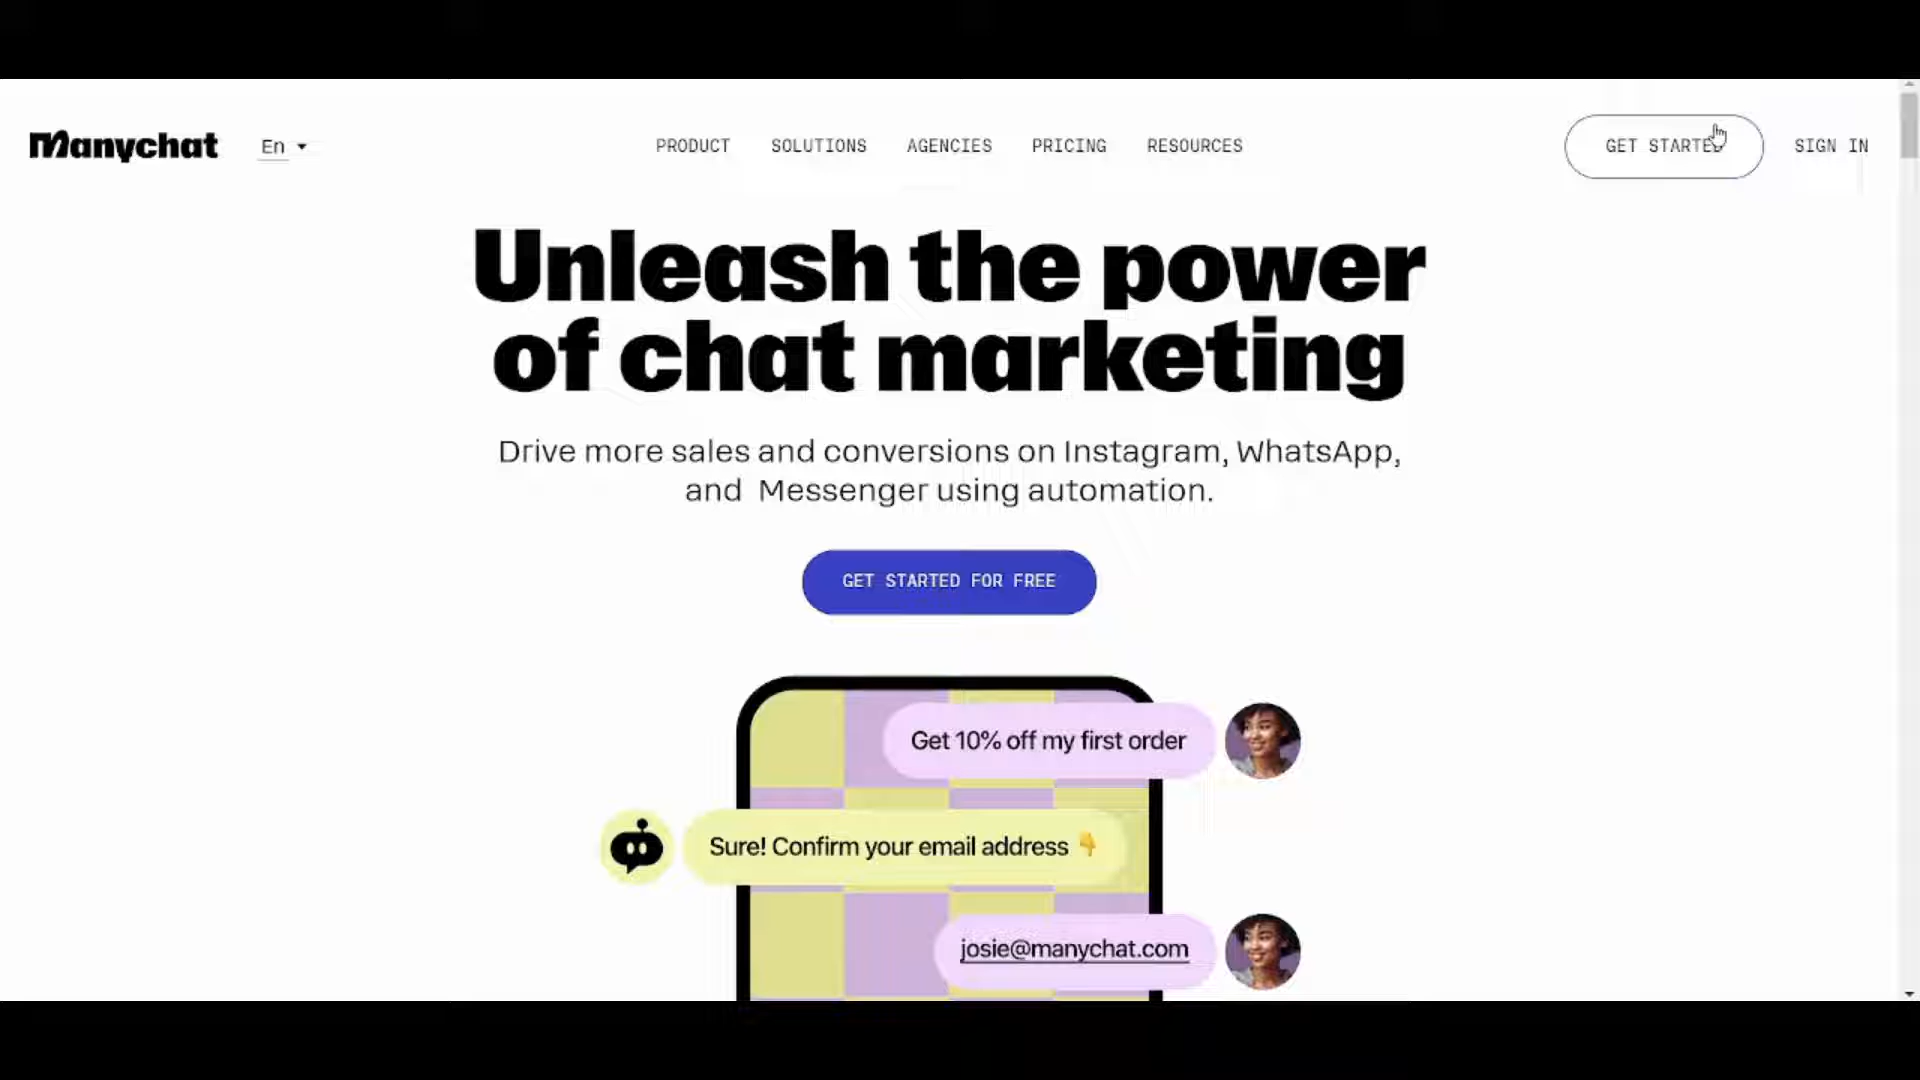 Manychat
En
PRODUCT
SOLUTIONS
AGENCIES
PRICING
RESOURCES
GET STARTED
SIGN IN
Unleash the power
of chat marketing
Drive more sales and conversions on Instagram, WhatsApp,
and Messenger using automation.
GET STARTED FOR FREE
Get 10% off my first order
Sure! Confirm your email address 👇
josie@manychat.com